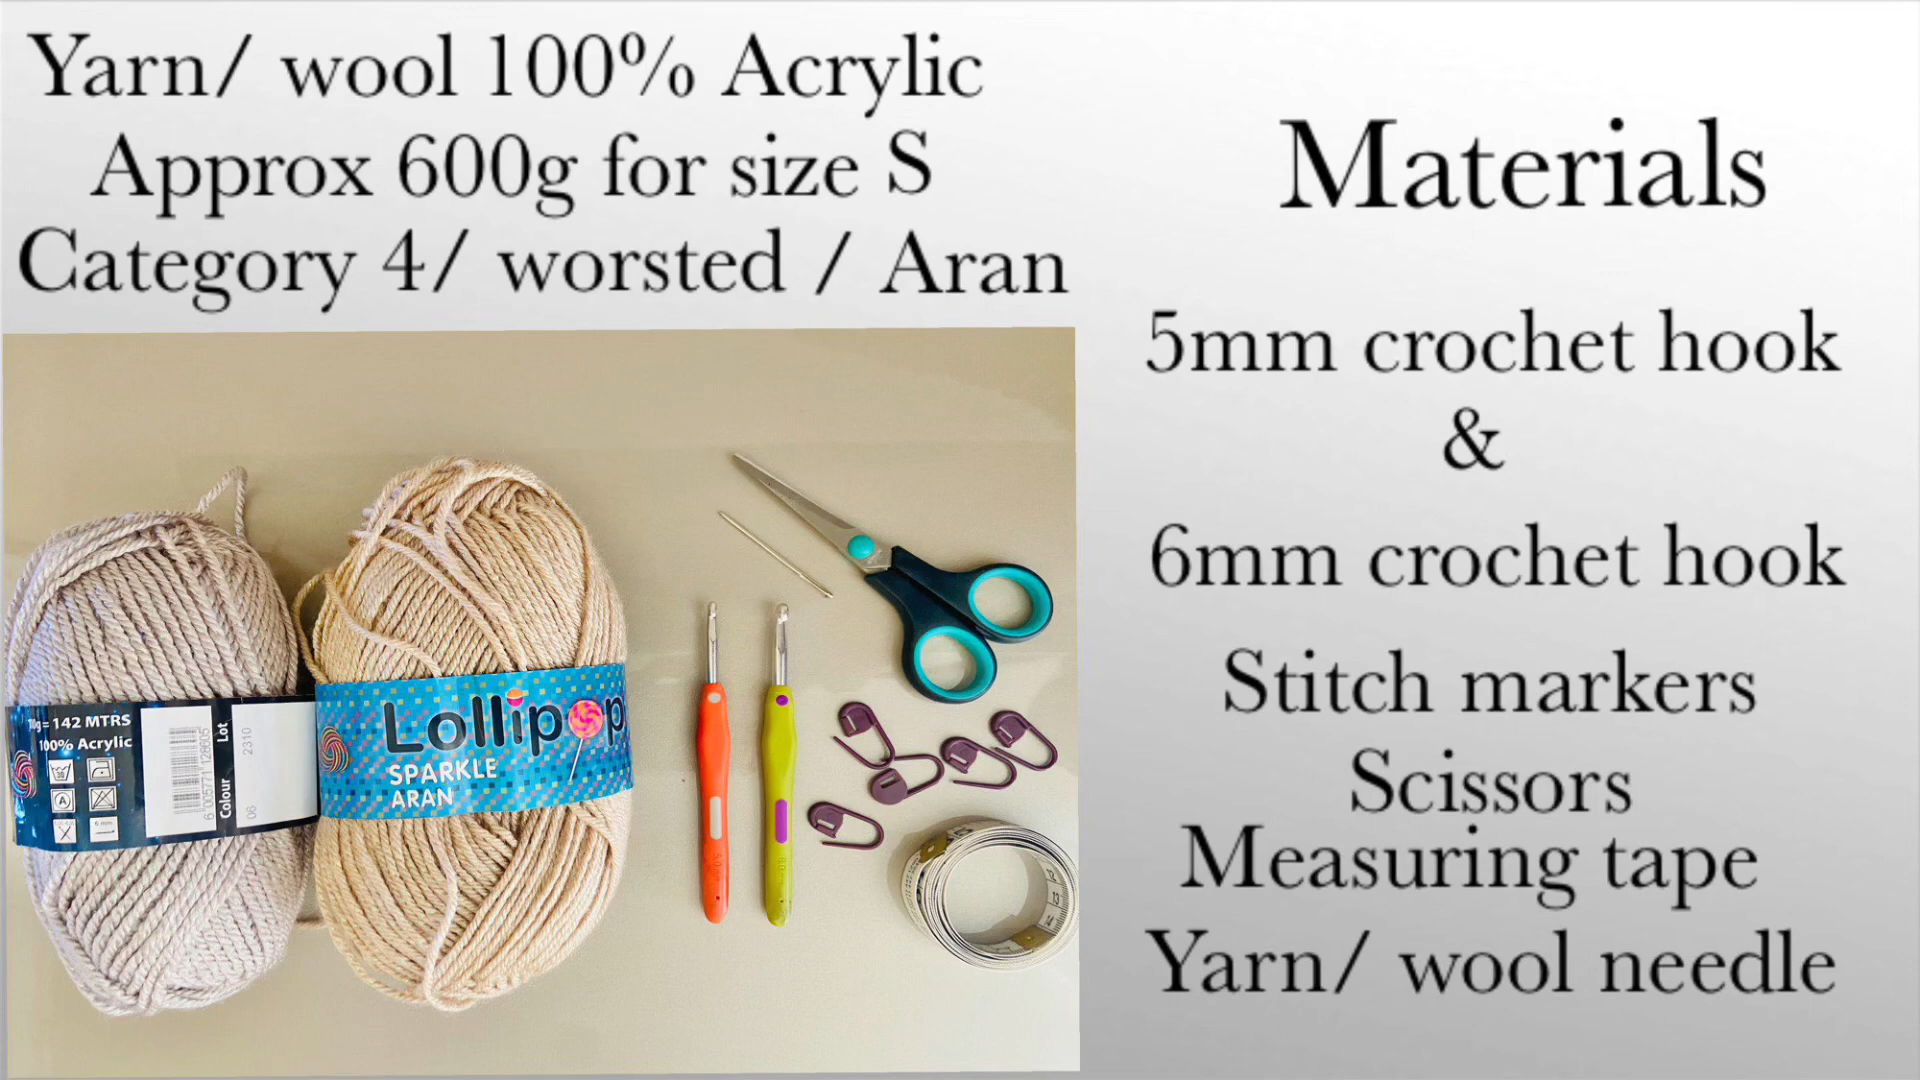 Yarn/ wool 100% Acrylic
Approx 600g for size S
Category 4/ worsted / Aran
Materials
5mm crochet hook
&
6mm crochet hook
Stitch markers
Scissors
Measuring tape
Yarn/ wool needle
= 142 MTRS
100% Acrylic
Colour
Lot
06
2310
Lollipop
SPARKLE
ARAN